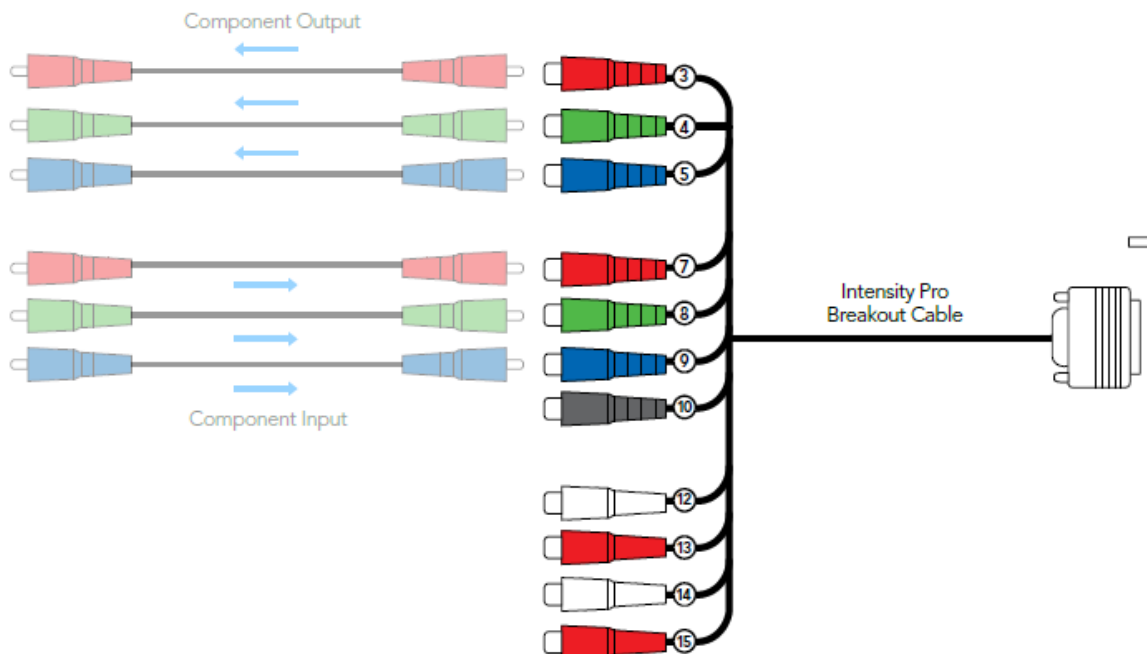 Component Output
3
4
5
7
8
9
10
Component Input
Intensity Pro
Breakout Cable
12
13
14
15